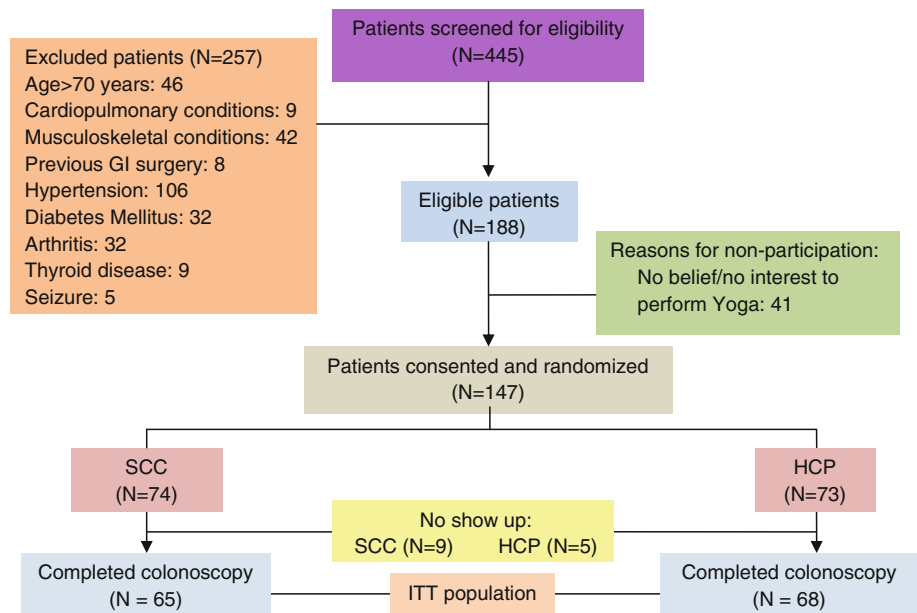 Patients screened for eligibility
(N=445)
Excluded patients (N=257)
Age>70 years: 46
Cardiopulmonary conditions: 9
Musculoskeletal conditions: 42
Previous GI surgery: 8
Hypertension: 106
Diabetes Mellitus: 32
Arthritis: 32
Thyroid disease: 9
Seizure: 5
Eligible patients
(N=188)
Reasons for non-participation:
No belief/no interest to
perform Yoga: 41
Patients consented and randomized
(N=147)
SCC
(N=74)
HCP
(N=73)
No show up:
SCC (N=9) HCP (N=5)
Completed colonoscopy
(N = 65)
ITT population
Completed colonoscopy
(N = 68)